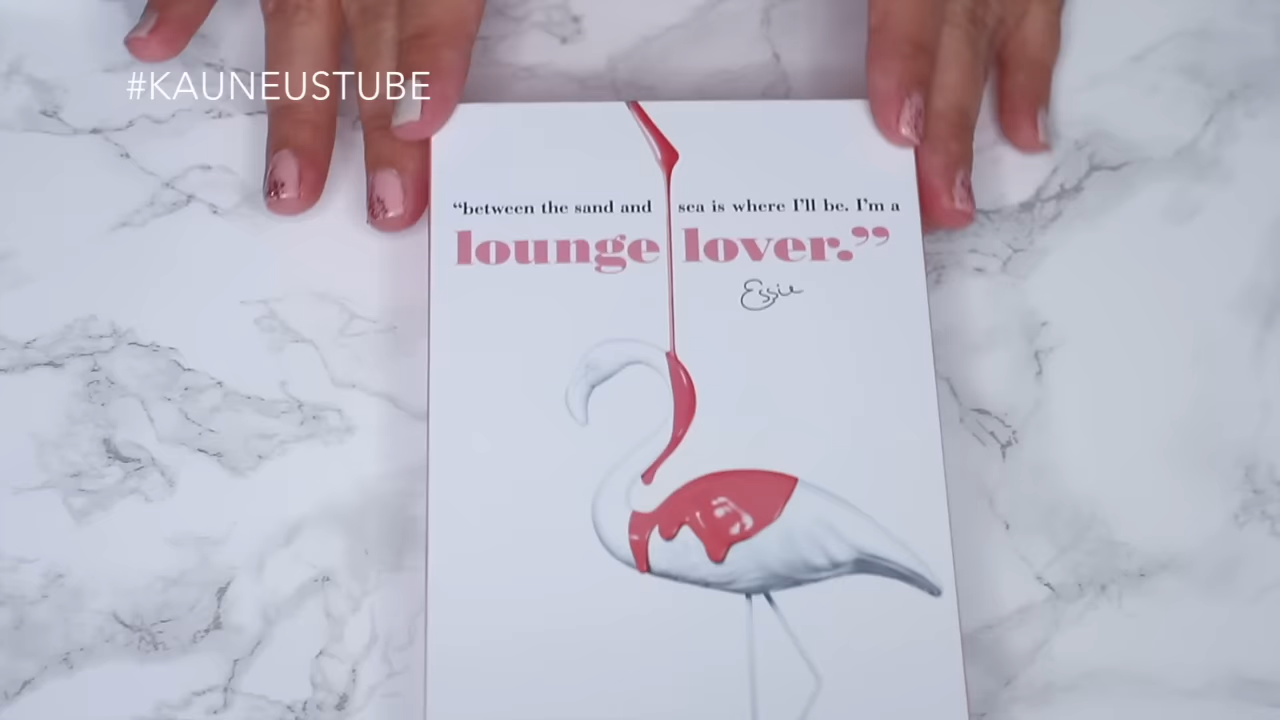 #KAUNEUSTUBE
“between the sand and sea is where I’ll be. I’m a
lounge lover.”
Essie